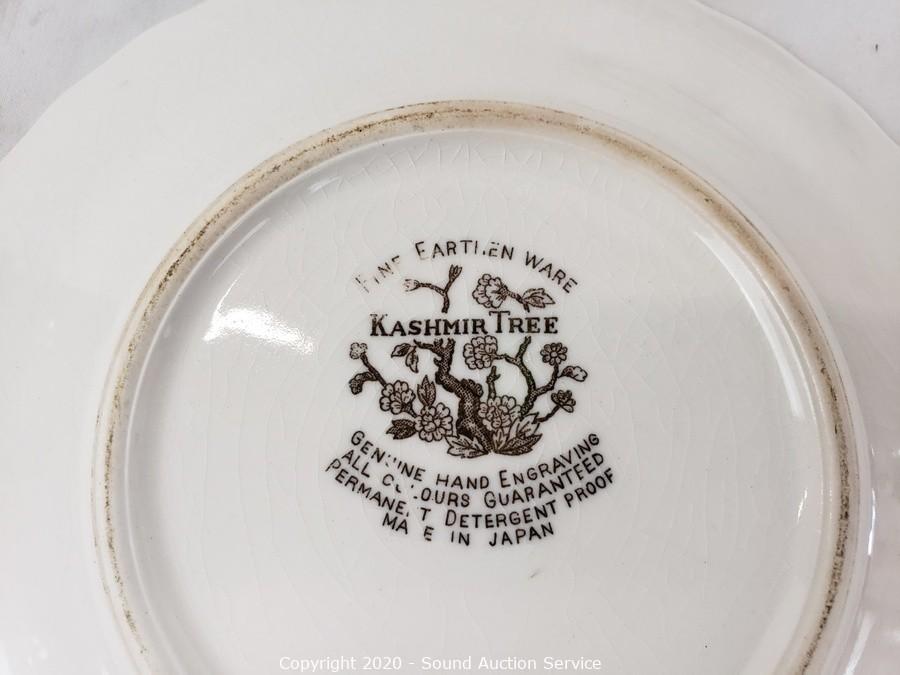 FINE EARTHEN WARE
KASHMIR TREE
GENUINE HAND ENGRAVING
ALL COLOURS GUARANTEED
PERMANENT DETERGENT PROOF
MADE IN JAPAN
Copyright 2020 - Sound Auction Service